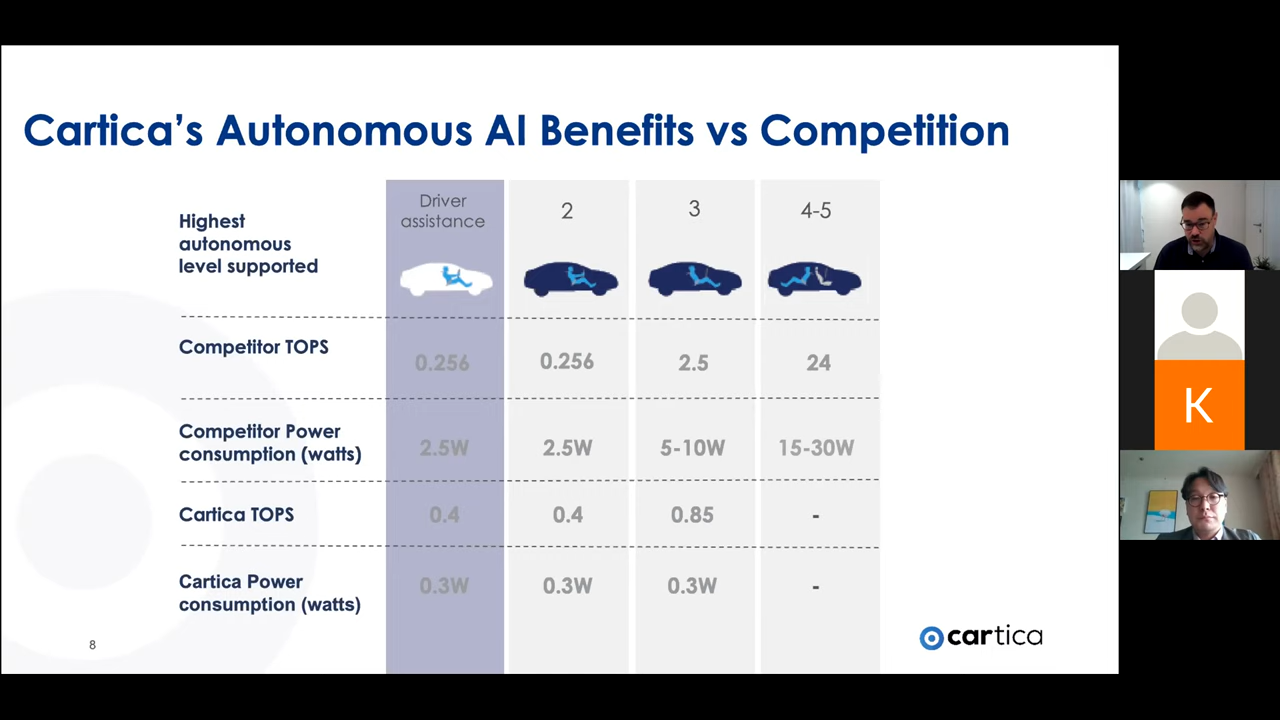 Cartica's Autonomous AI Benefits vs Competition
Highest
autonomous
level supported
Driver
assistance
2
3
4-5
Competitor TOPS
0.256
0.256
2.5
24
Competitor Power
consumption (watts)
2.5W
2.5W
5-10W
15-30W
Cartica TOPS
0.4
0.4
0.85
-
Cartica Power
consumption (watts)
0.3W
0.3W
0.3W
-
8
cartica
K